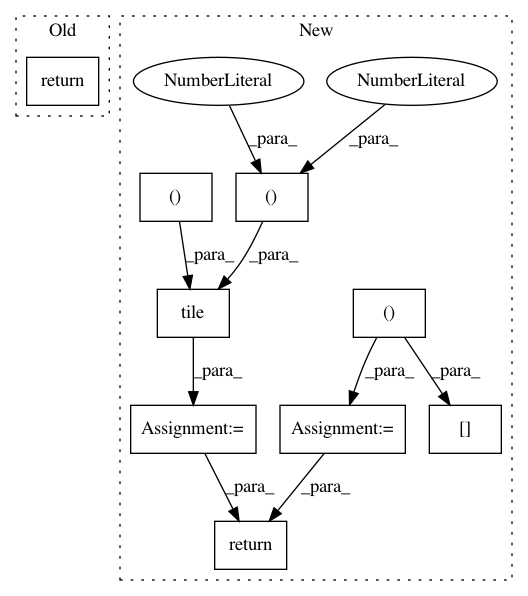 Old
New
return
NumberLiteral
NumberLiteral
_para_
_para_
()
()
()
_para_
_para_
tile
_para_
_para_
_para_
Assignment:=
Assignment:=
[]
_para_
_para_
return